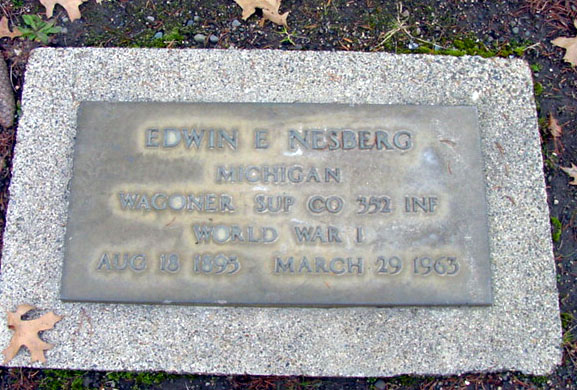 EDWIN E NESBERG
MICHIGAN
WAGONER SUP CO 352 INF
WORLD WAR I
AUG 18 1895 MARCH 29 1963